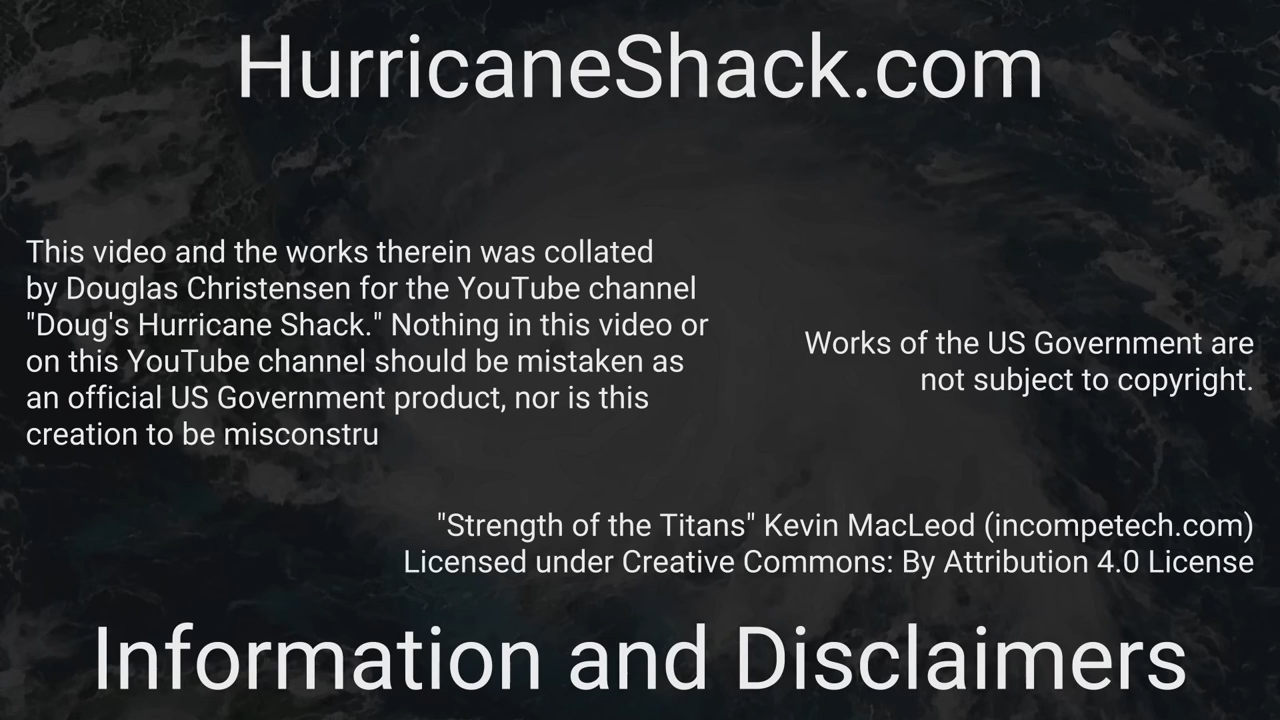 HurricaneShack.com
This video and the works therein was collated
by Douglas Christensen for the YouTube channel
"Doug's Hurricane Shack." Nothing in this video or
on this YouTube channel should be mistaken as
an official US Government product, nor is this
creation to be misconstru
Works of the US Government are
not subject to copyright.
"Strength of the Titans" Kevin MacLeod (incompetech.com)
Licensed under Creative Commons: By Attribution 4.0 License
Information and Disclaimers